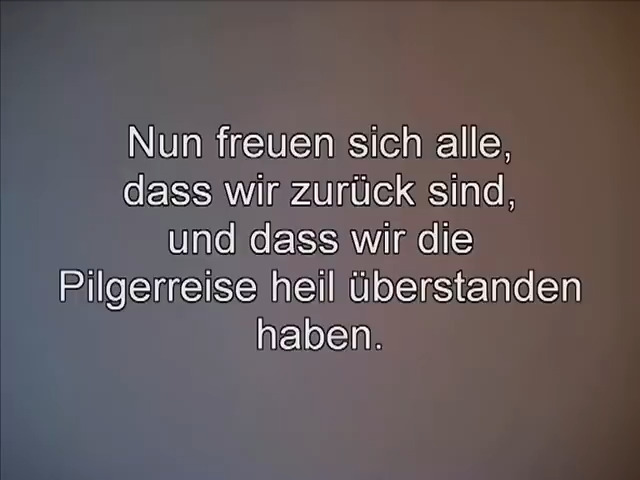 Nun freuen sich alle,
dass wir zurück sind,
und dass wir die
Pilgerreise heil überstanden
haben.